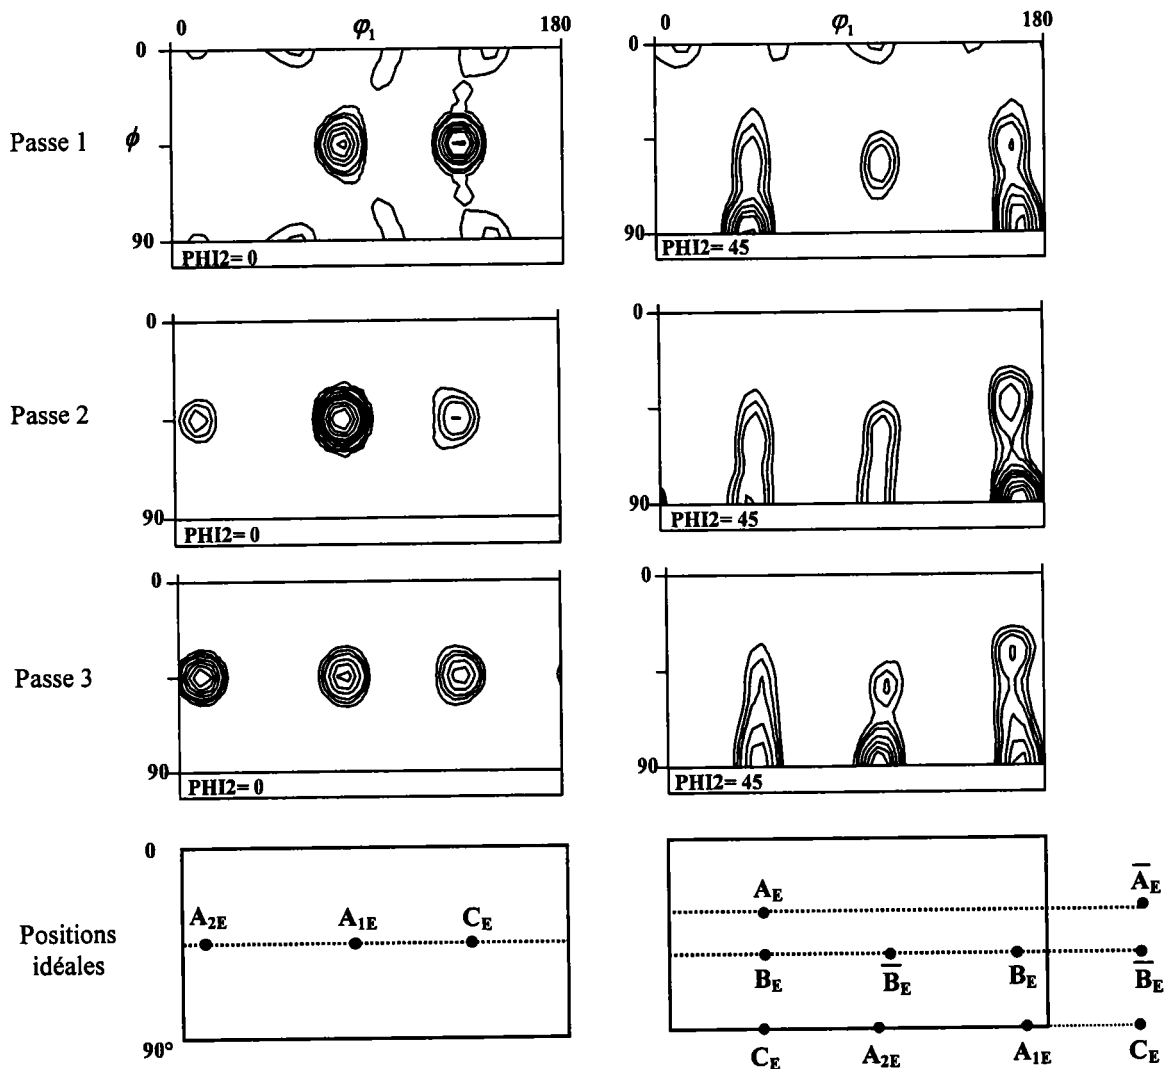 0 φ₁ 180 0 φ₁ 180
0 0
Passe 1 ϕ
90 90
PHI2= 0 PHI2= 45
0 0
Passe 2
90 90
PHI2= 0 PHI2= 45
0 0
Passe 3
90 90
PHI2= 0 PHI2= 45
0
A̅E
AE
A2E A1E CE
Positions
idéales
BE B̅E BE B̅E
90°
CE A2E A1E CE